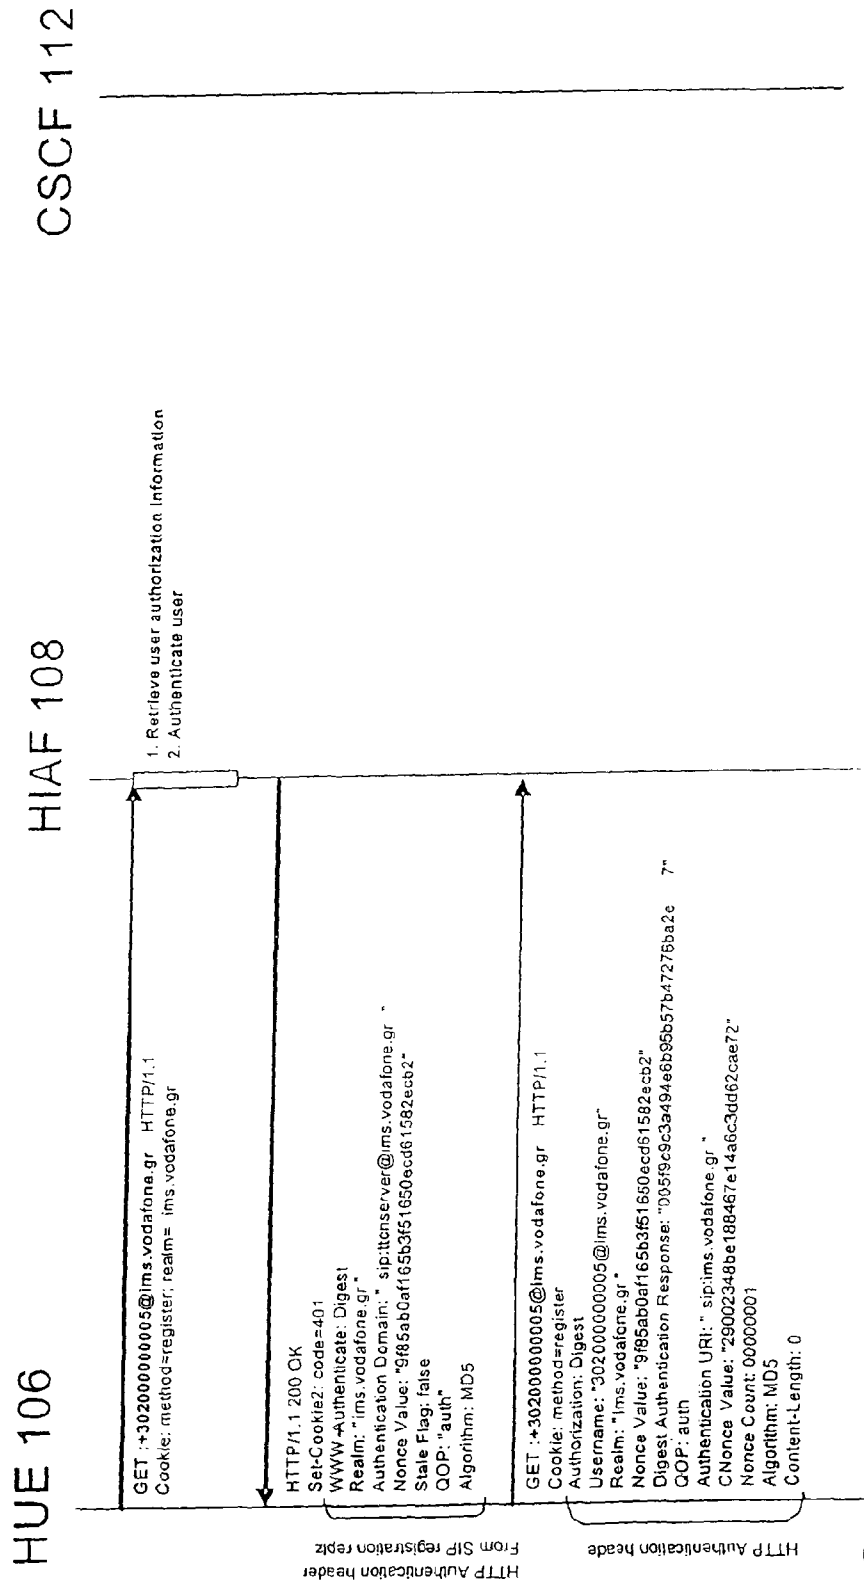 HUE 106
HIAF 108
CSCF 112
GET :+302000000005@ims.vodafone.gr HTTP/1.1
Cookie: method=register; realm= ims.vodafone.gr
1. Retrieve user authorization Information
2. Authenticate user
HTTP/1.1 200 OK
Set-Cookie2: code=401
WWW-Authenticate: Digest
Realm: "ims.vodafone.gr"
Authentication Domain: " sip:ttcnserver@ims.vodafone.gr "
Nonce Value: "9f85ab0af165b3f51650ecd61582ecb2"
Stale Flag: false
QOP: "auth"
Algorithm: MD5
HTTP Authentication header
From SIP registration replz
GET :+302000000005@ims.vodafone.gr HTTP/1.1
Cookie: method=register
Authorization: Digest
Username: "302000000005@ims.vodafone.gr"
Realm: "ims.vodafone.gr"
Nonce Value: "9f85ab0af165b3f51650ecd61582ecb2"
Digest Authentication Response: "005f9c9c3a494e6b95b57b47276ba2e 7"
QOP: auth
Authentication URI: " sip:ims.vodafone.gr "
CNonce Value: "29002348be188467e14a6c3dd62cae72"
Nonce Count: 00000001
Algorithm: MD5
Content-Length: 0
HTTP Authentication heade